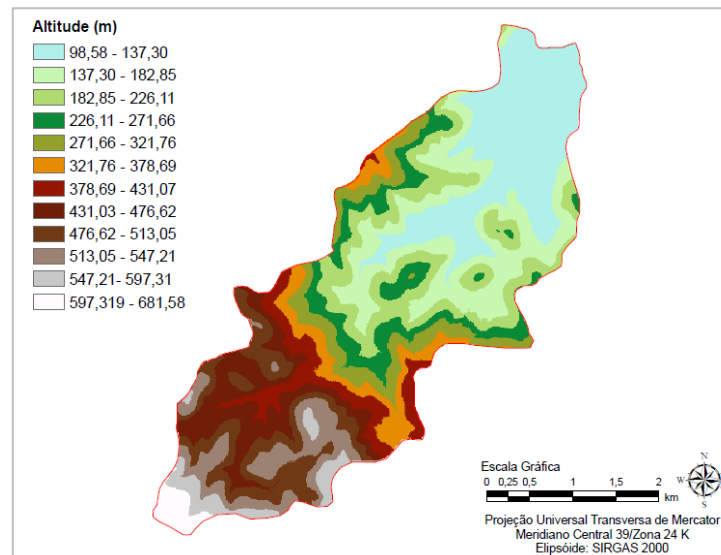 Altitude (m)
98,58 - 137,30
137,30 - 182,85
182,85 - 226,11
226,11 - 271,66
271,66 - 321,76
321,76 - 378,69
378,69 - 431,07
431,03 - 476,62
476,62 - 513,05
513,05 - 547,21
547,21- 597,31
597,319 - 681,58
Escala Gráfica
0 0,25 0,5 1 1,5 2
km
N
W E
S
Projeção Universal Transversa de Mercator
Meridiano Central 39/Zona 24 K
Elipsóide: SIRGAS 2000